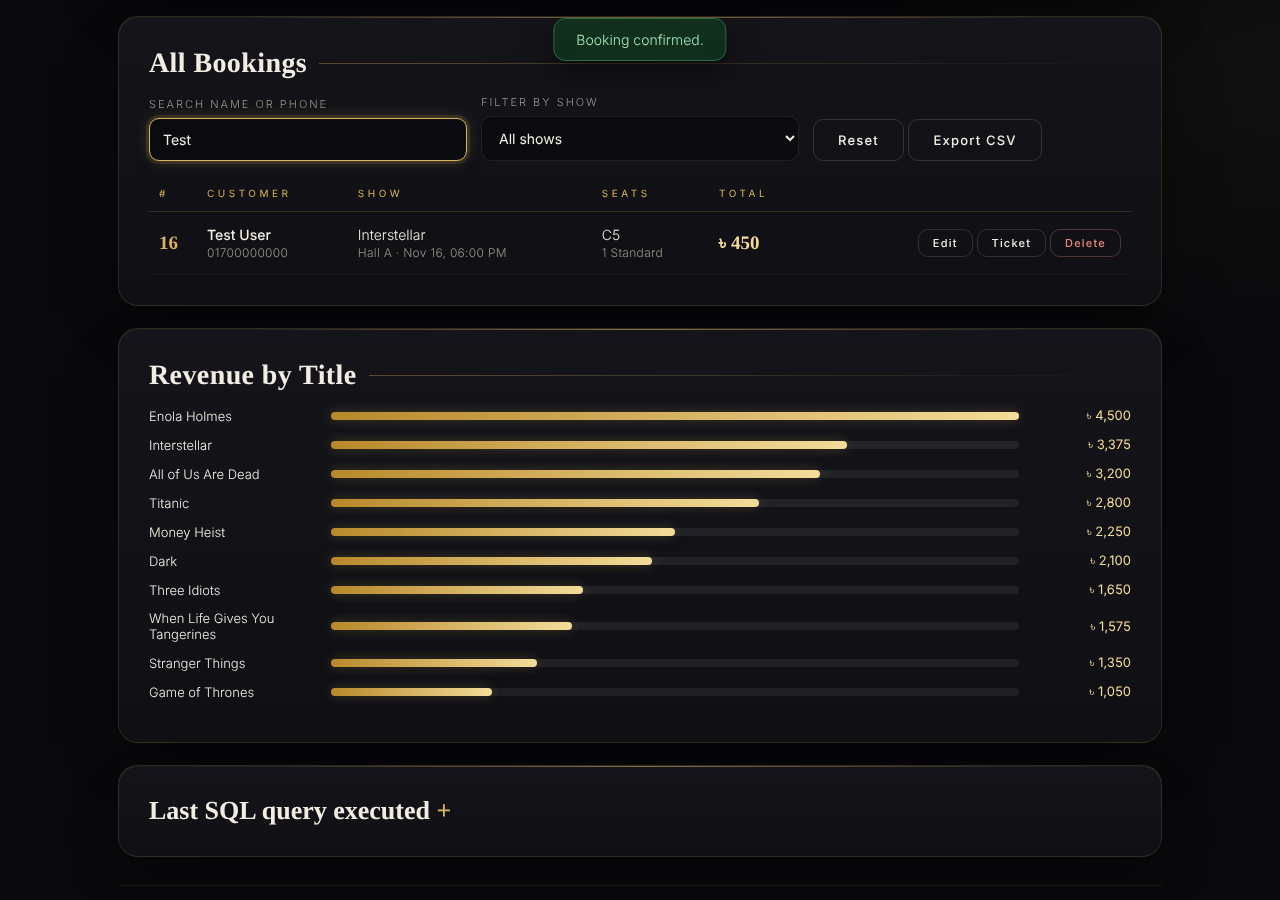 Booking confirmed.
All Bookings
SEARCH NAME OR PHONE
FILTER BY SHOW
Test
All shows
Reset
Export CSV
# CUSTOMER SHOW SEATS TOTAL
16 Test User Interstellar C5 ৳ 450 Edit Ticket Delete
01700000000 Hall A · Nov 16, 06:00 PM 1 Standard
Revenue by Title
Enola Holmes ৳ 4,500
Interstellar ৳ 3,375
All of Us Are Dead ৳ 3,200
Titanic ৳ 2,800
Money Heist ৳ 2,250
Dark ৳ 2,100
Three Idiots ৳ 1,650
When Life Gives You
Tangerines ৳ 1,575
Stranger Things ৳ 1,350
Game of Thrones ৳ 1,050
Last SQL query executed +